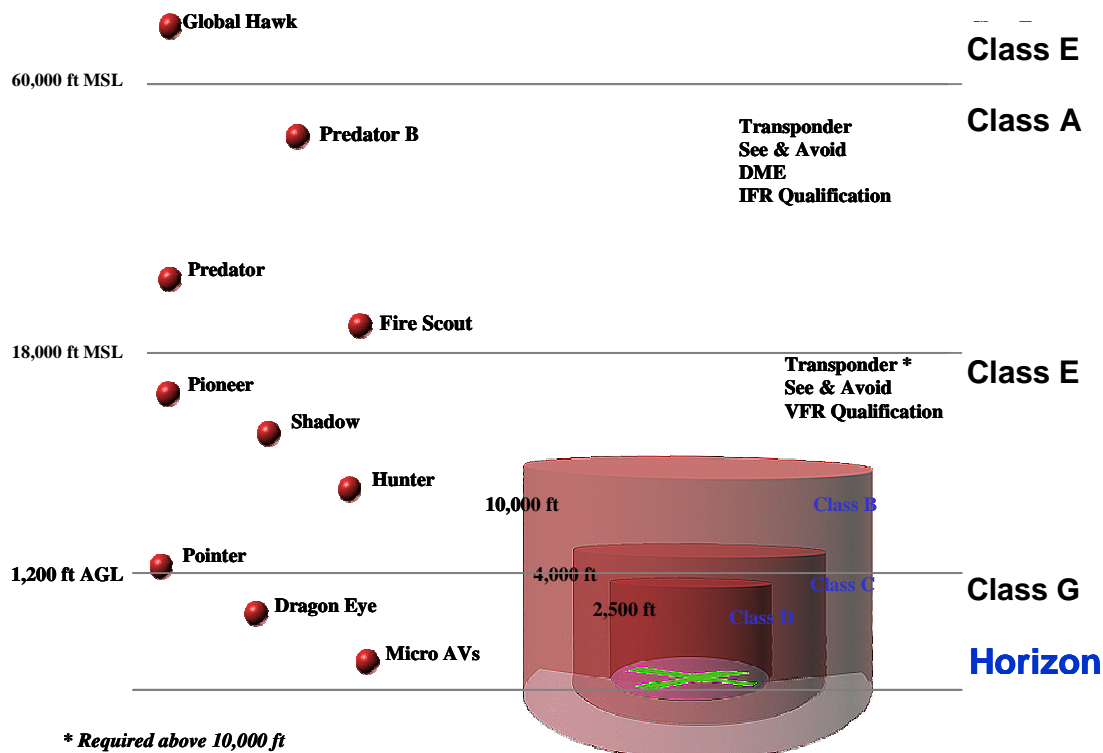 Global Hawk
Class E
60,000 ft MSL
Class A
Predator B
Transponder
See & Avoid
DME
IFR Qualification
Predator
Fire Scout
18,000 ft MSL
Class E
Transponder *
See & Avoid
VFR Qualification
Pioneer
Shadow
Hunter
10,000 ft
Class B
Pointer
1,200 ft AGL
4,000 ft
Class C
Class G
Dragon Eye
2,500 ft
Class D
Micro AVs
Horizon
* Required above 10,000 ft